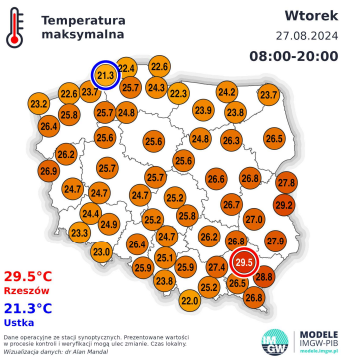 Temperatura
maksymalna
Wtorek
27.08.2024
08:00-20:00
22.4 22.6
21.3
25.7 24.3
22.6 23.7 22.3 24.2 23.7
23.2
25.8 25.7 24.8 23.9 23.8
26.4
25.6 25.6 24.8 26.3 26.5
26.2
25.6
26.9 25.7
25.7 26.6 26.8 27.8
24.7 24.7 24.7 25.2
26.7 29.2
24.4 25.2 25.8 27.0
24.9
23.3 24.7 26.2 26.8 27.9
26.4
23.0 25.1 29.5
25.9 25.9 27.4
28.8
23.8 25.2 26.5
22.0 26.8
29.5°C
Rzeszów
21.3°C
Ustka
Dane operacyjne ze stacji synoptycznych. Prezentowane wartości
w procesie kontroli i weryfikacji mogą ulec zmianie. Czas lokalny.
Wizualizacja danych: dr Alan Mandal
IM
GW
MODELE
IMGW-PIB
modele.imgw.pl